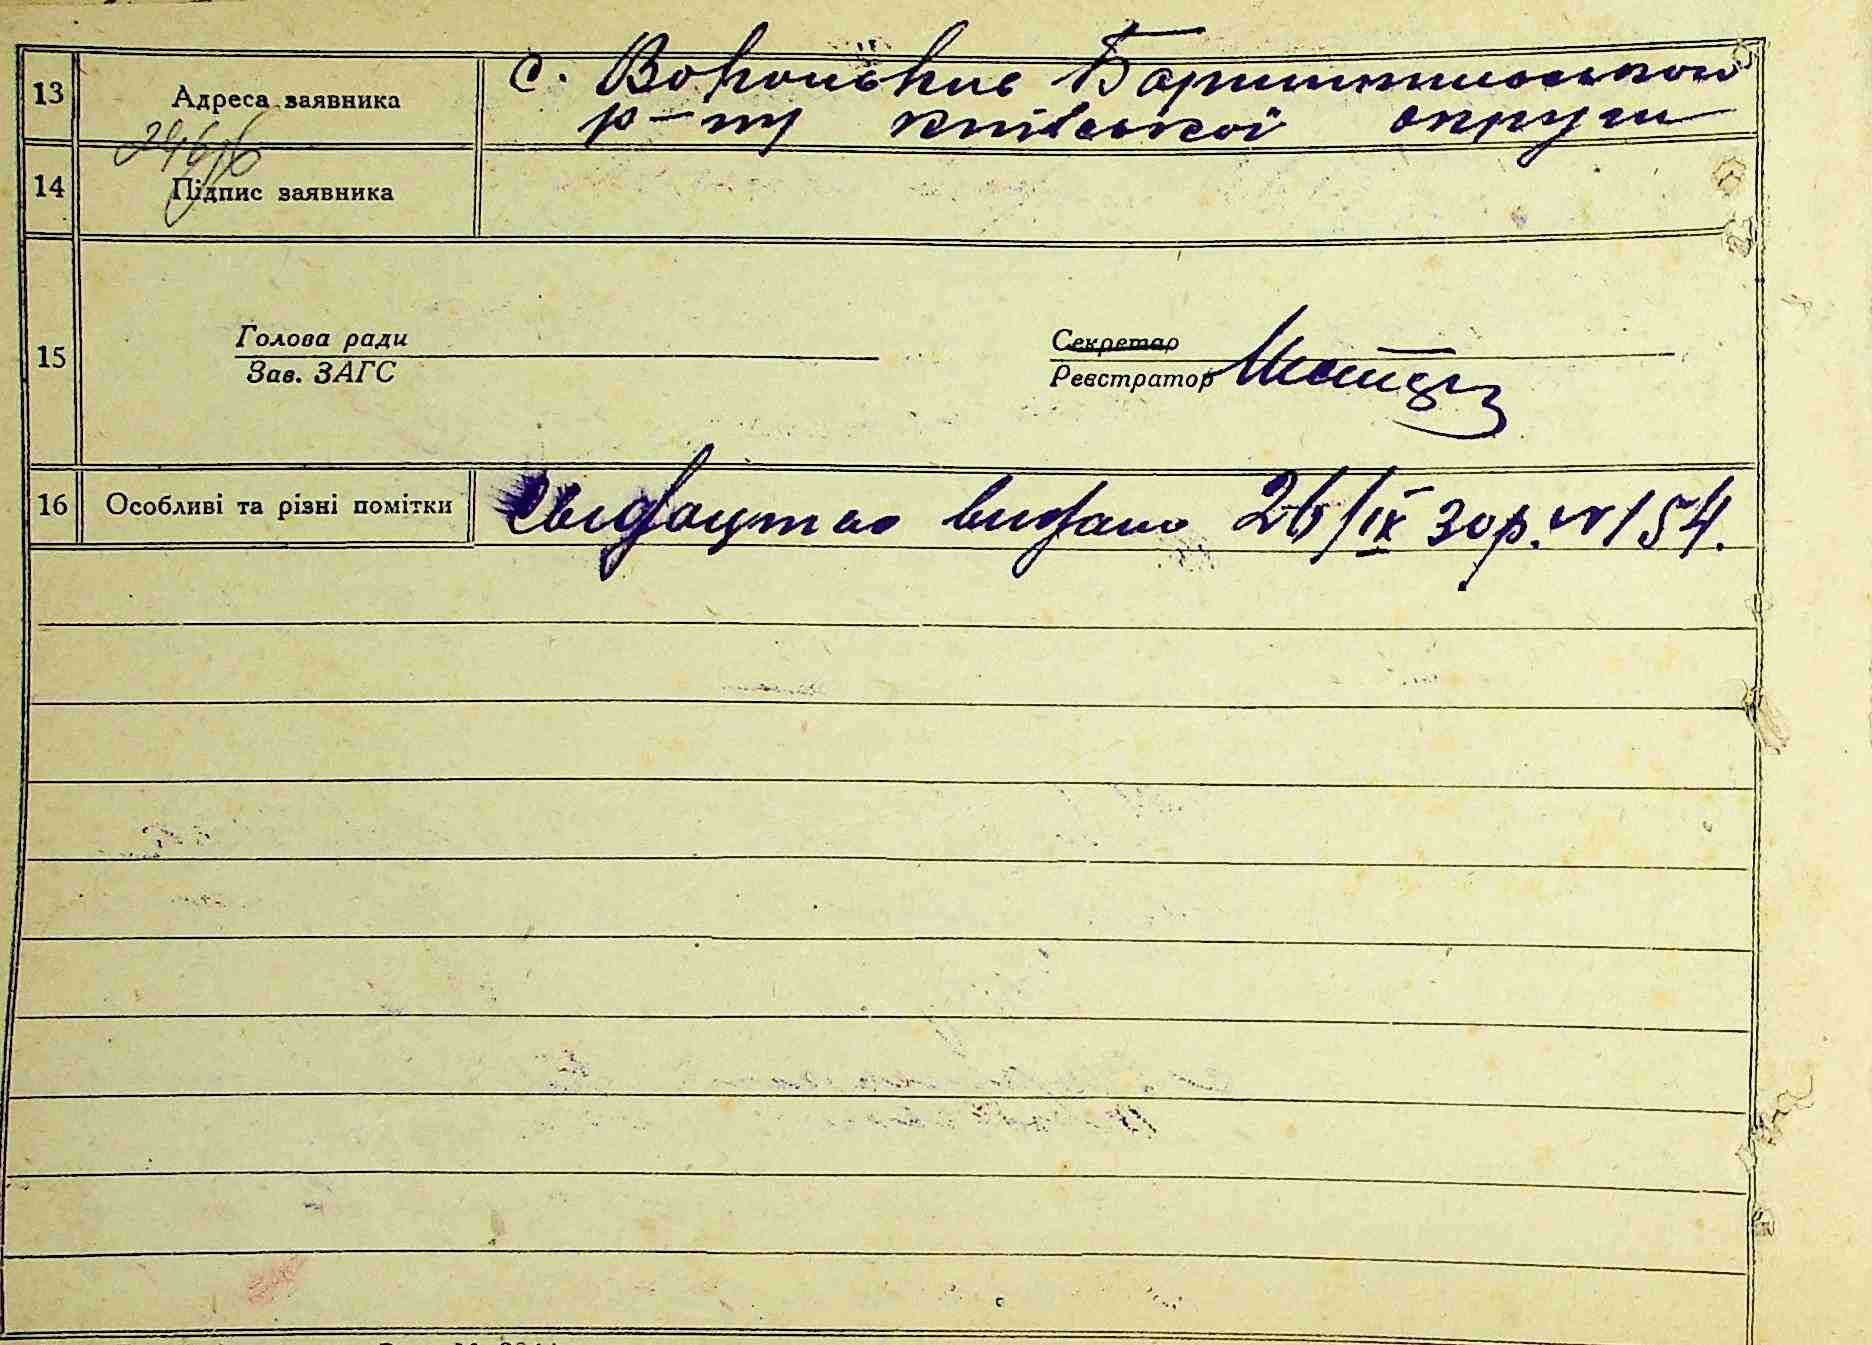 13 Адреса заявника с. Вороньків Бориспільського
р-ну київської округи
14 Підпис заявника
15 Голова ради Секретар
Зав. ЗАГС Реєстратор
16 Особливі та різні помітки Свідоцтво видано 26/IX 30р. № 154.